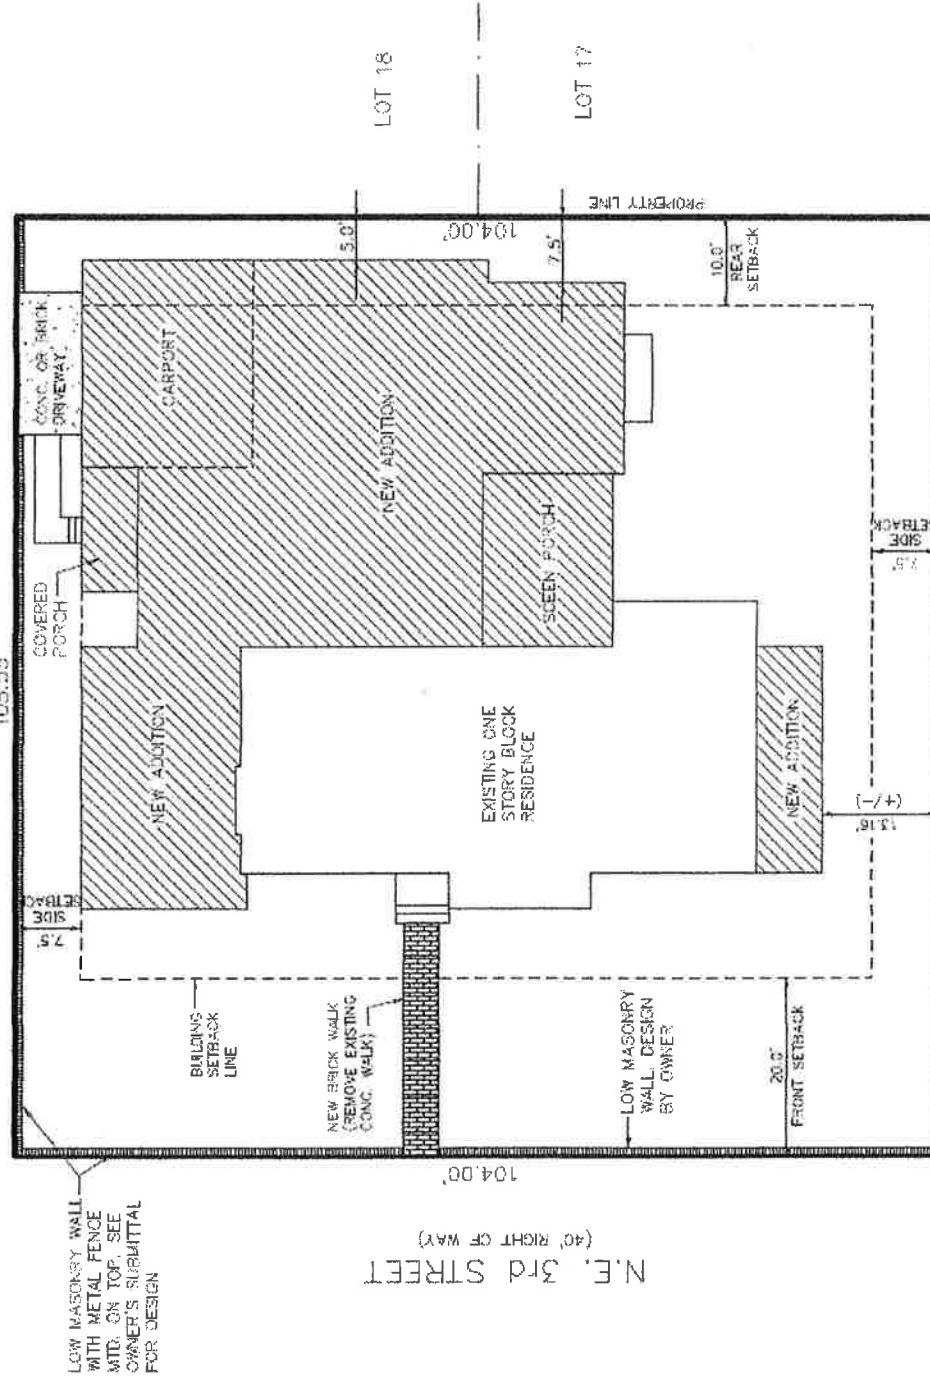 LOT 18
LOT 17
PROPERTY LINE
104.00'
5.0'
7.5'
10.0'
REAR
SETBACK
CONC. OR BRICK
DRIVEWAY
CARPORT
NEW ADDITION
COVERED
PORCH
SCEEN PORCH
SIDE
SETBACK
7.5'
NEW ADDITION
EXISTING ONE
STORY BLOCK
RESIDENCE
NEW ADDITION
13.16'
(+/-)
SIDE
SETBACK
7.5'
BUILDING
SETBACK
LINE
NEW BRICK WALK
(REMOVE EXISTING
CONC. WALK)
LOW MASONRY
WALL. DESIGN
BY OWNER
20.0'
FRONT SETBACK
LOW MASONRY WALL
WITH METAL FENCE
MTD. ON TOP. SEE
OWNER'S SUBMITTAL
FOR DESIGN
104.00'
(40' RIGHT OF WAY)
N.E. 3rd STREET